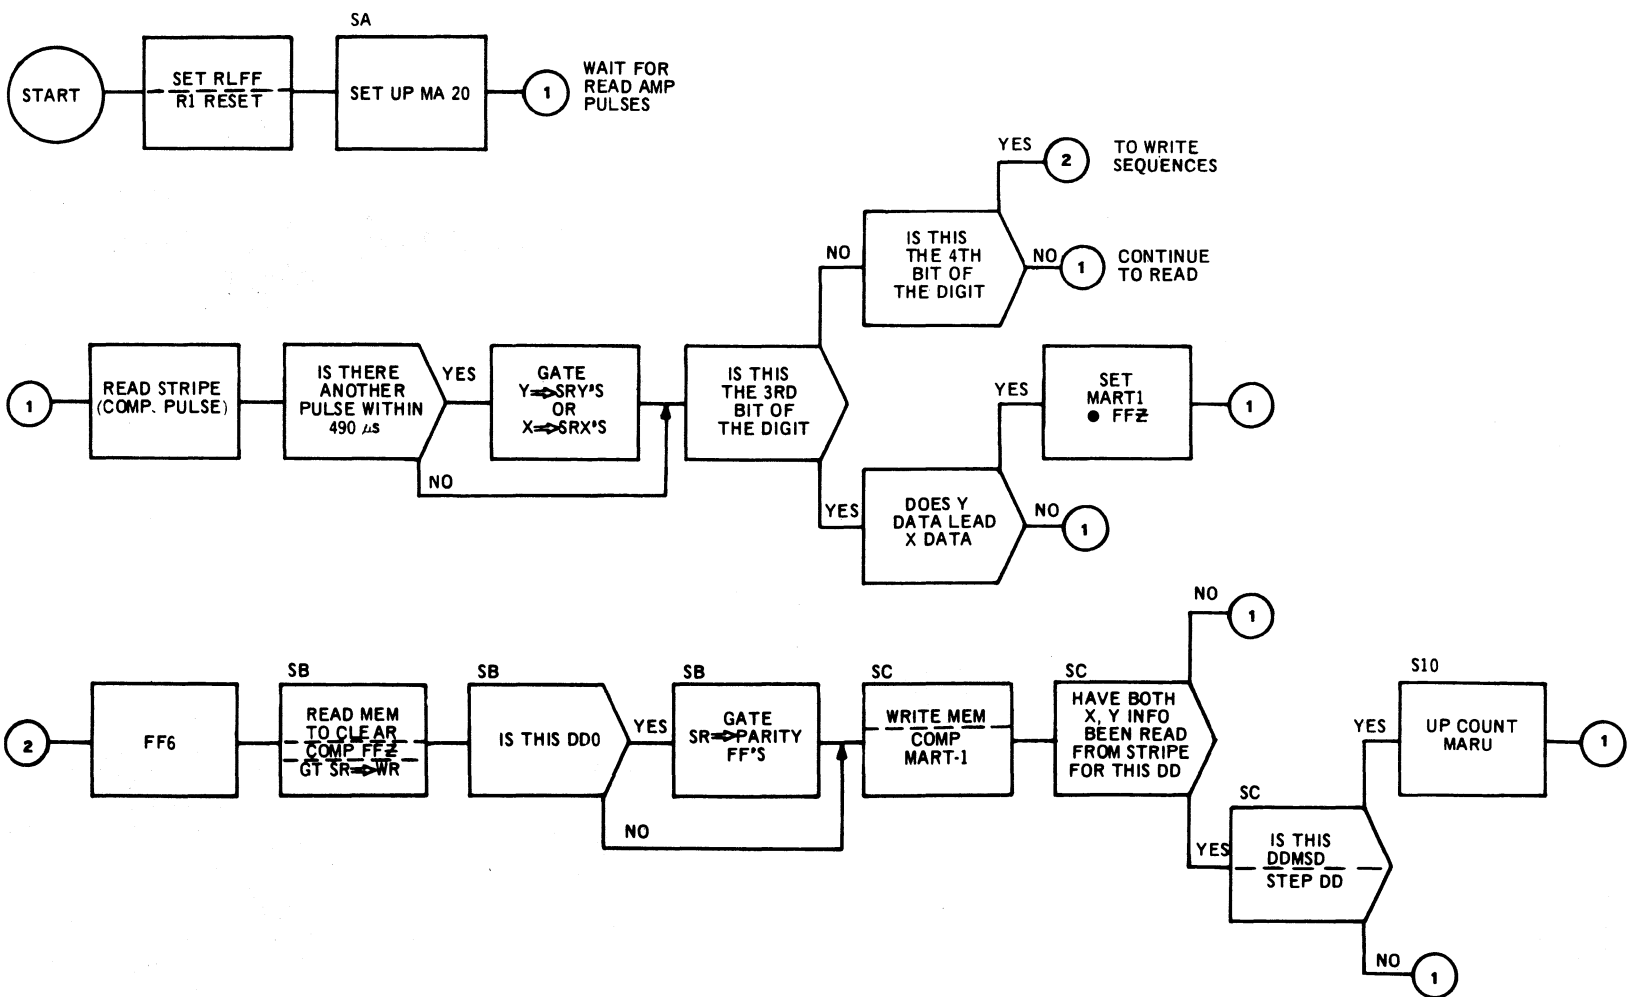 SA
START
SET RLFF
R1 RESET
SET UP MA 20
1
WAIT FOR
READ AMP
PULSES
YES
2
TO WRITE
SEQUENCES
IS THIS
THE 4TH
BIT OF
THE DIGIT
NO
NO
1
CONTINUE
TO READ
1
READ STRIPE
(COMP. PULSE)
IS THERE
ANOTHER
PULSE WITHIN
490 μs
YES
NO
GATE
Y⇒SRY'S
OR
X⇒SRX'S
IS THIS
THE 3RD
BIT OF
THE DIGIT
YES
DOES Y
DATA LEAD
X DATA
YES
SET
MART1
● FFZ
1
NO
1
2
FF6
SB
READ MEM
TO CLEAR
COMP FFZ
GT SR⇒WR
SB
IS THIS DD0
YES
NO
SB
GATE
SR⇒PARITY
FF'S
SC
WRITE MEM
COMP
MART-1
SC
HAVE BOTH
X, Y INFO
BEEN READ
FROM STRIPE
FOR THIS DD
NO
1
YES
SC
IS THIS
DDMSD
STEP DD
YES
S10
UP COUNT
MARU
1
NO
1